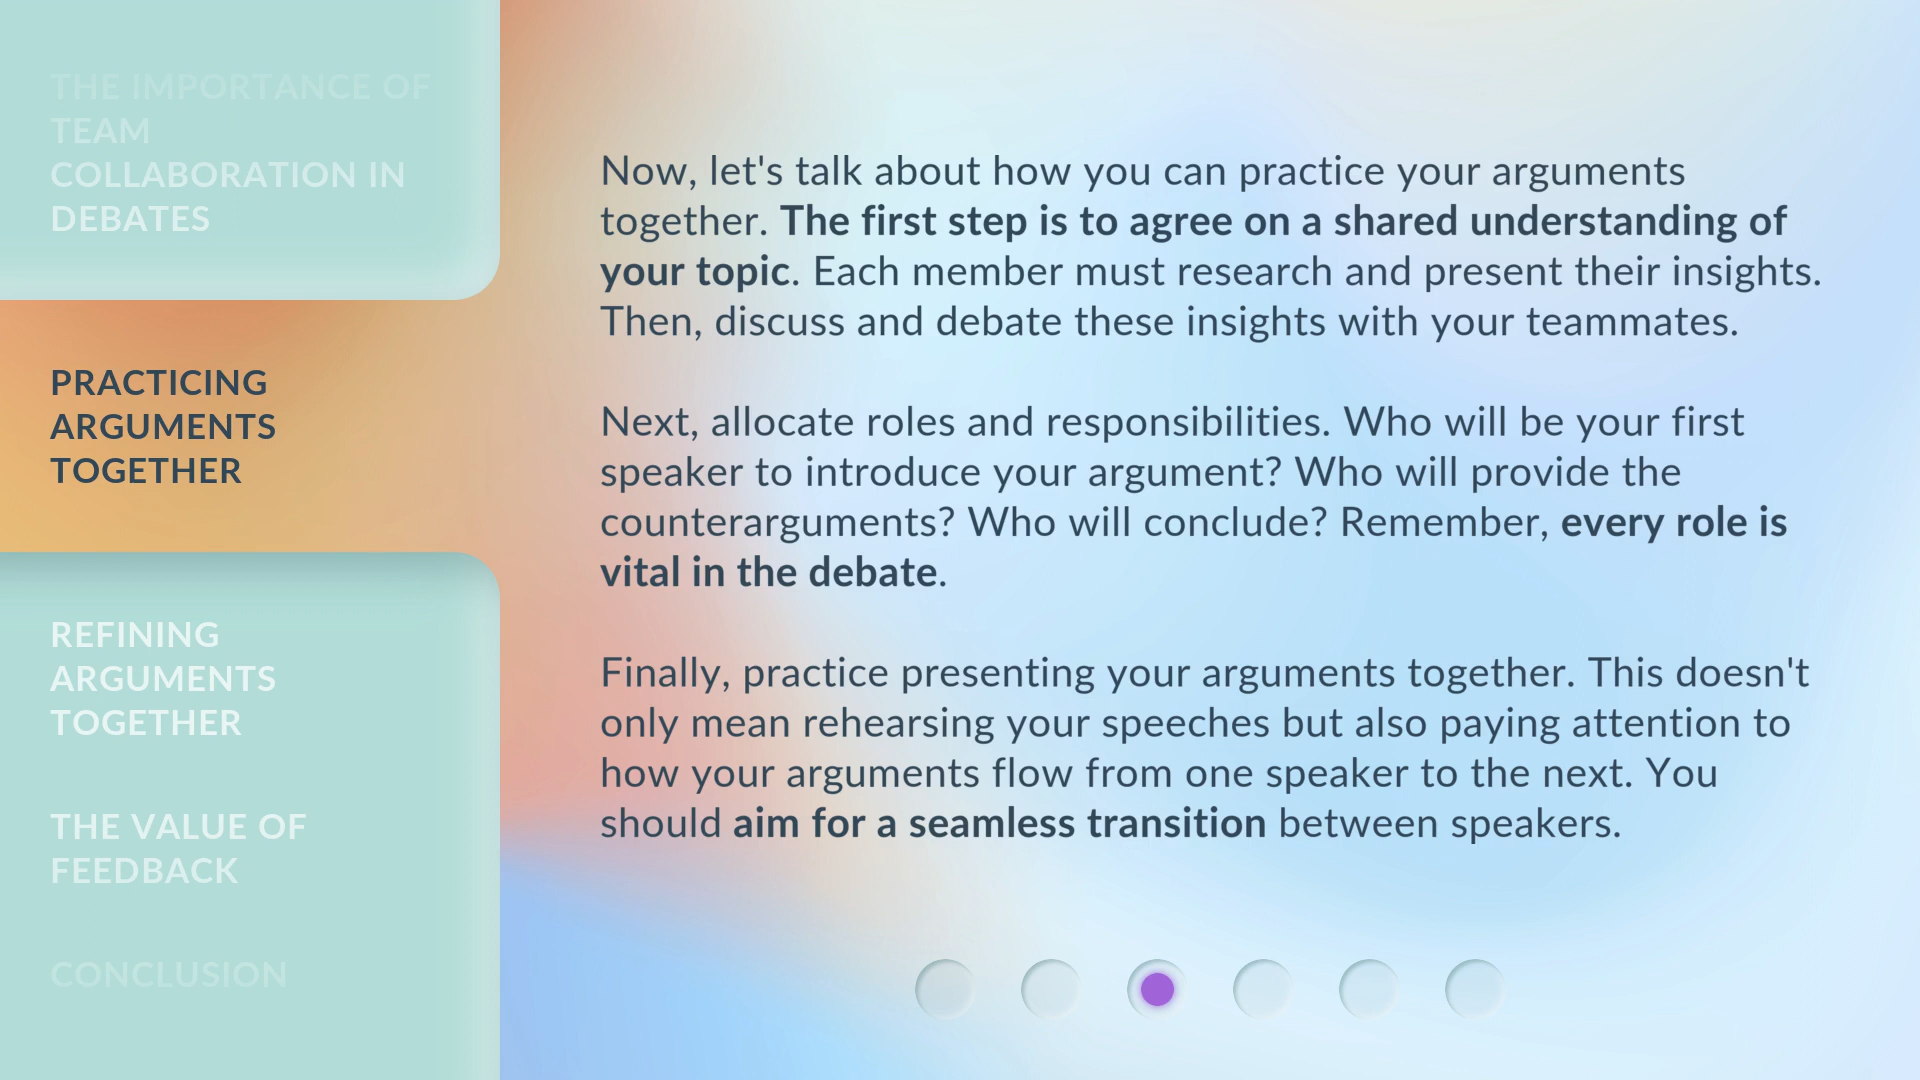 THE IMPORTANCE OF
TEAM
COLLABORATION IN
DEBATES
PRACTICING
ARGUMENTS
TOGETHER
REFINING
ARGUMENTS
TOGETHER
THE VALUE OF
FEEDBACK
CONCLUSION
Now, let's talk about how you can practice your arguments
together. The first step is to agree on a shared understanding of
your topic. Each member must research and present their insights.
Then, discuss and debate these insights with your teammates.
Next, allocate roles and responsibilities. Who will be your first
speaker to introduce your argument? Who will provide the
counterarguments? Who will conclude? Remember, every role is
vital in the debate.
Finally, practice presenting your arguments together. This doesn't
only mean rehearsing your speeches but also paying attention to
how your arguments flow from one speaker to the next. You
should aim for a seamless transition between speakers.